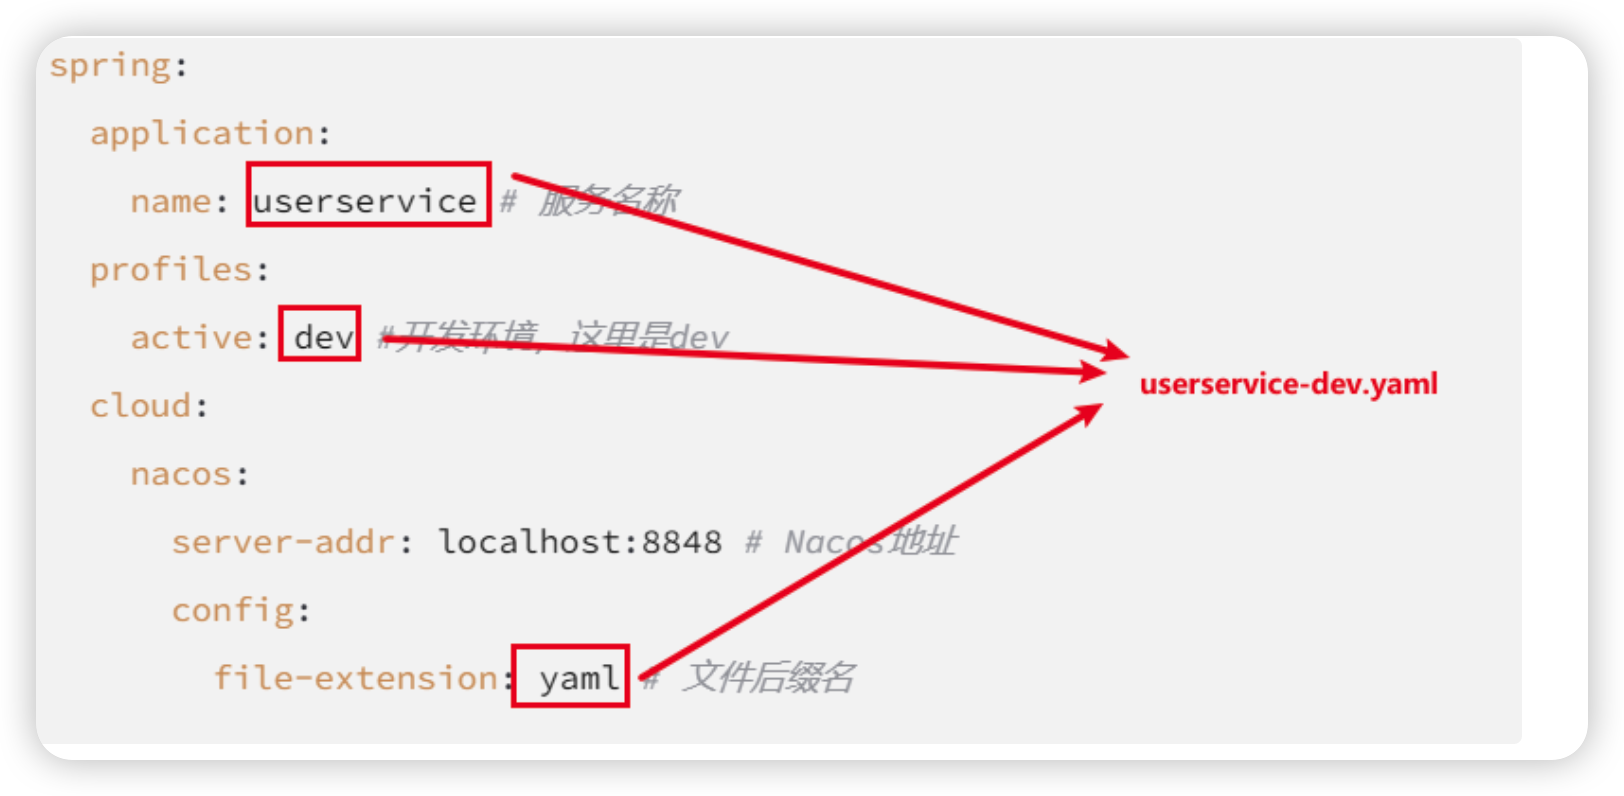 spring:
application:
name: userservice # 服务名称
profiles:
active: dev #开发环境，这里是dev
userservice-dev.yaml
cloud:
nacos:
server-addr: localhost:8848 # Nacos地址
config:
file-extension: yaml # 文件后缀名